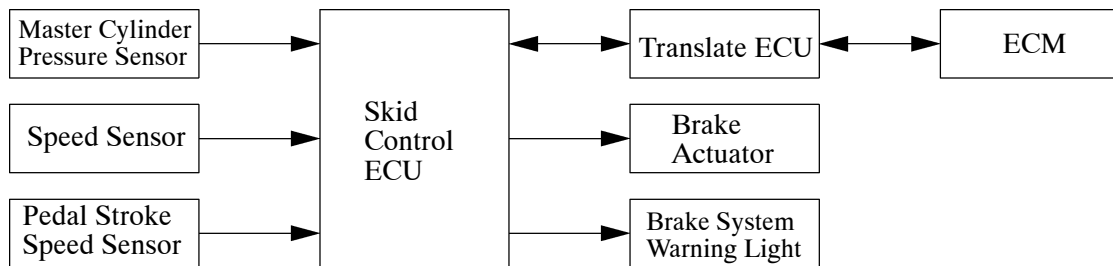 Master Cylinder
Pressure Sensor
Speed Sensor
Pedal Stroke
Speed Sensor
Skid
Control
ECU
Translate ECU
ECM
Brake
Actuator
Brake System
Warning Light